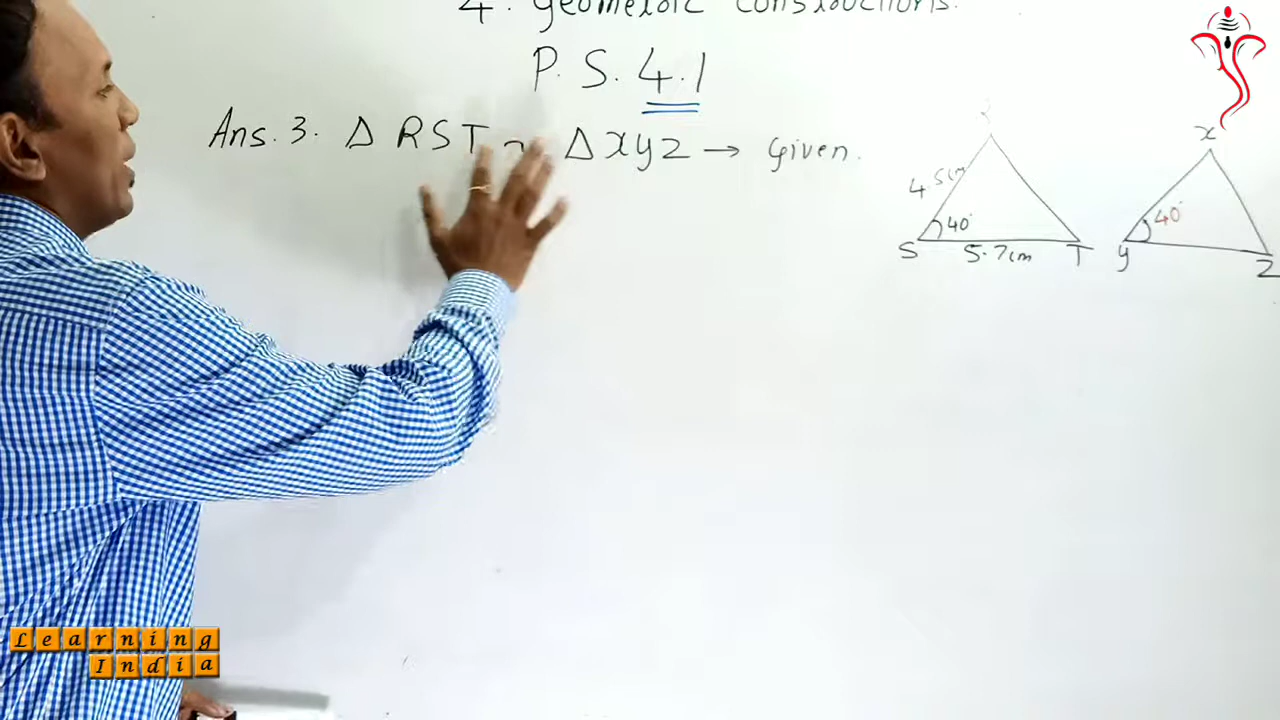 4. Geometric Constructions.
P. S. 4.1
Ans. 3. Δ RST ~ Δ xyz → Given.
x
4.5cm
40°
40°
S 5.7cm T y z
Learning
India